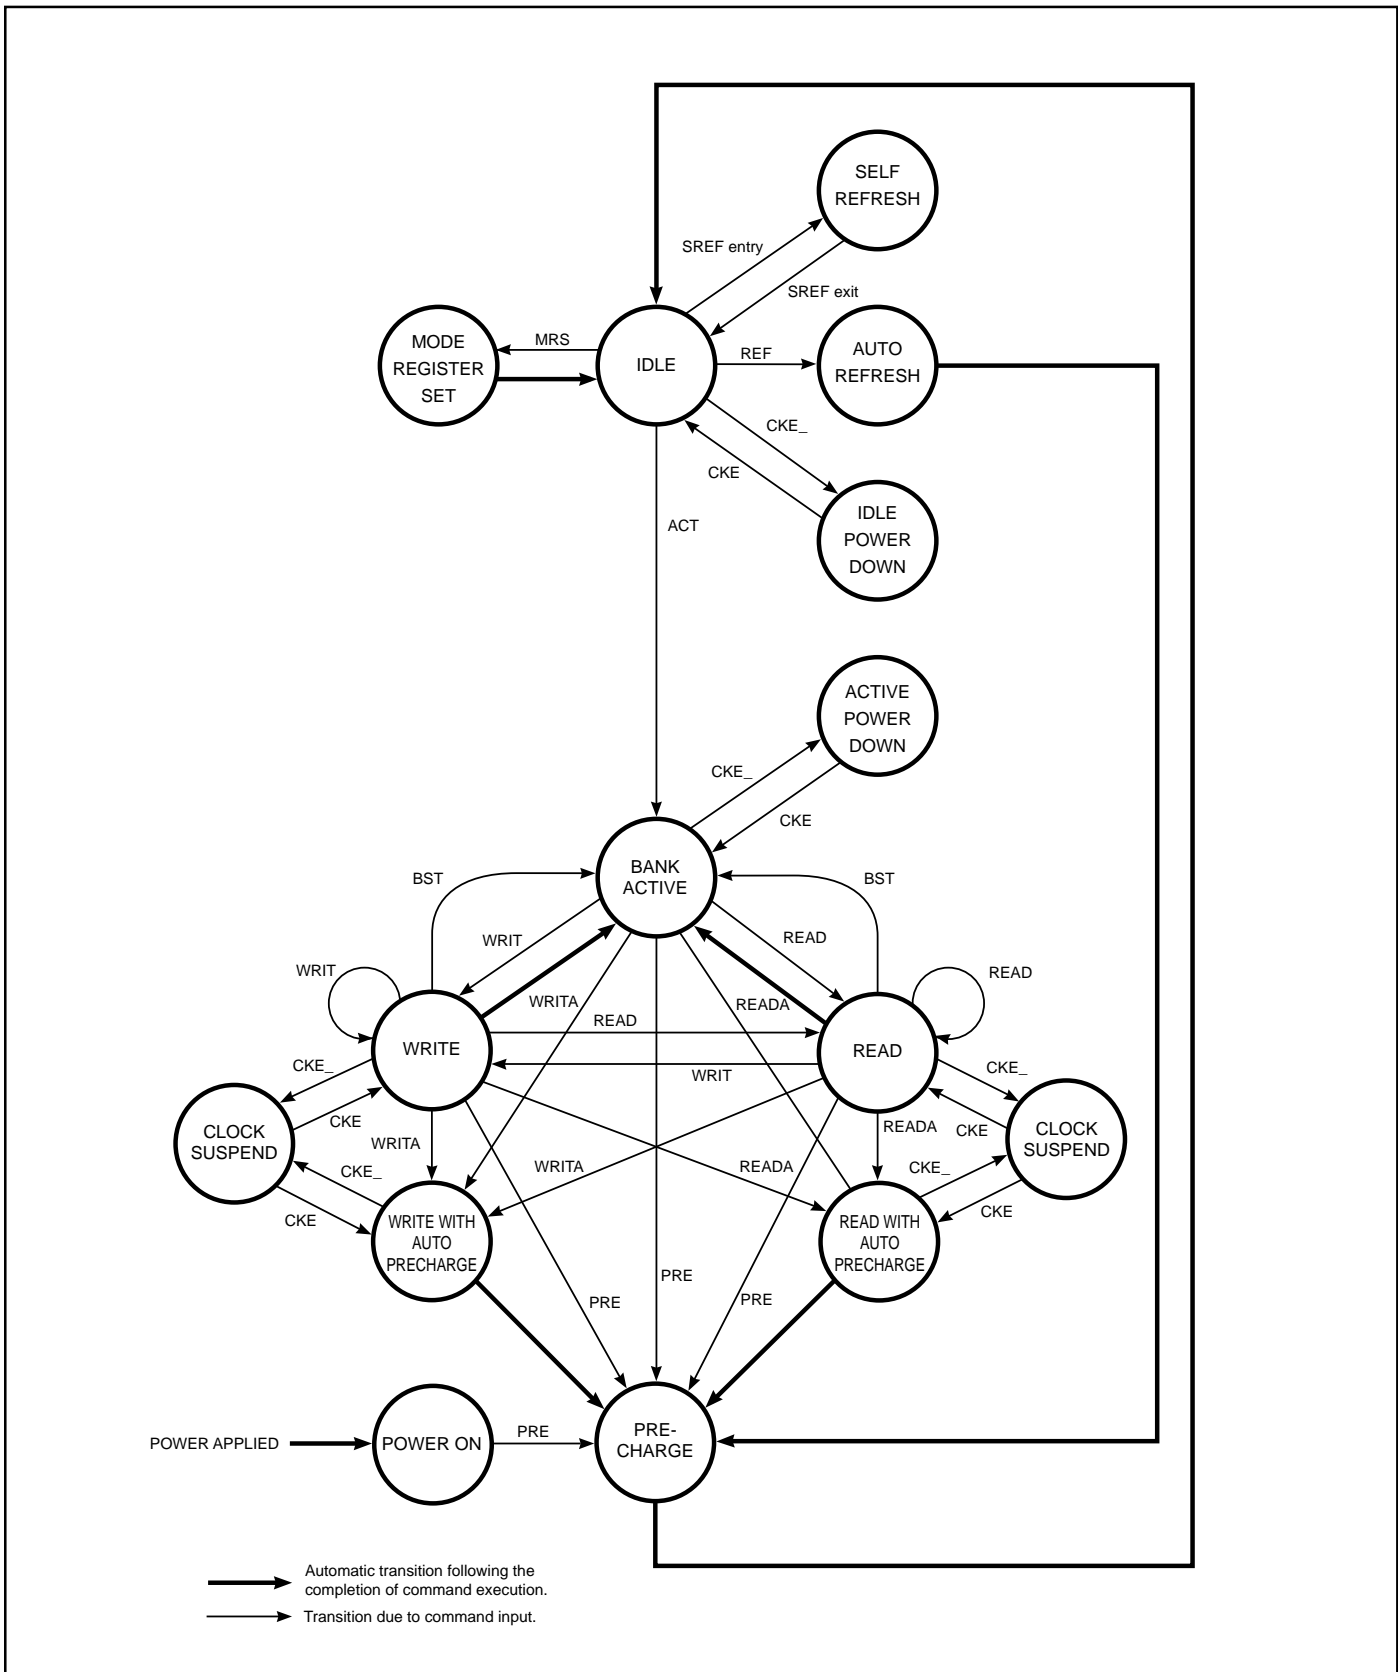 SELF
REFRESH
SREF entry
SREF exit
MODE
REGISTER
SET
MRS
IDLE
REF
AUTO
REFRESH
CKE_
CKE
IDLE
POWER
DOWN
ACT
ACTIVE
POWER
DOWN
CKE_
CKE
BANK
ACTIVE
BST
BST
WRIT
READ
WRIT
READ
WRITA
READA
READ
WRITE
READ
WRIT
CKE_
CKE_
CKE
CKE
CLOCK
SUSPEND
CLOCK
SUSPEND
WRITA
READA
CKE_
WRITA
READA
CKE_
CKE
CKE
WRITE WITH
AUTO
PRECHARGE
READ WITH
AUTO
PRECHARGE
PRE
PRE
PRE
POWER APPLIED
POWER ON
PRE
PRE-
CHARGE
Automatic transition following the
completion of command execution.
Transition due to command input.